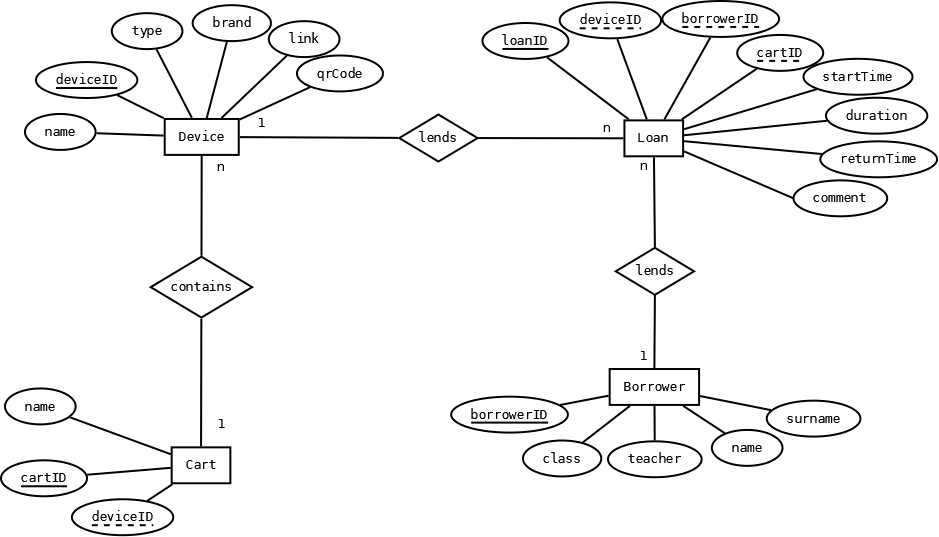 type
brand
link
qrCode
deviceID
name
Device
1
n
lends
n
loanID
deviceID
borrowerID
cartID
startTime
duration
returnTime
comment
Loan
n
contains
lends
1
1
Borrower
borrowerID
class
teacher
name
surname
name
cartID
deviceID
Cart